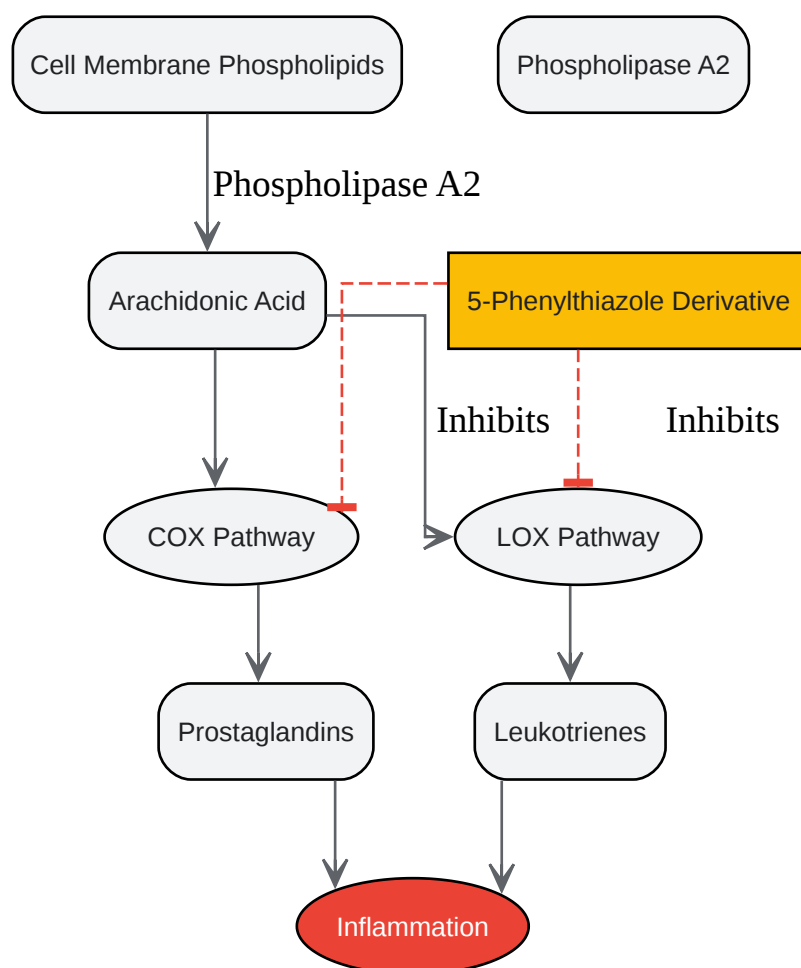 Cell Membrane Phospholipids
Phospholipase A2
Phospholipase A2
Arachidonic Acid
5-Phenylthiazole Derivative
Inhibits
Inhibits
COX Pathway
LOX Pathway
Prostaglandins
Leukotrienes
Inflammation